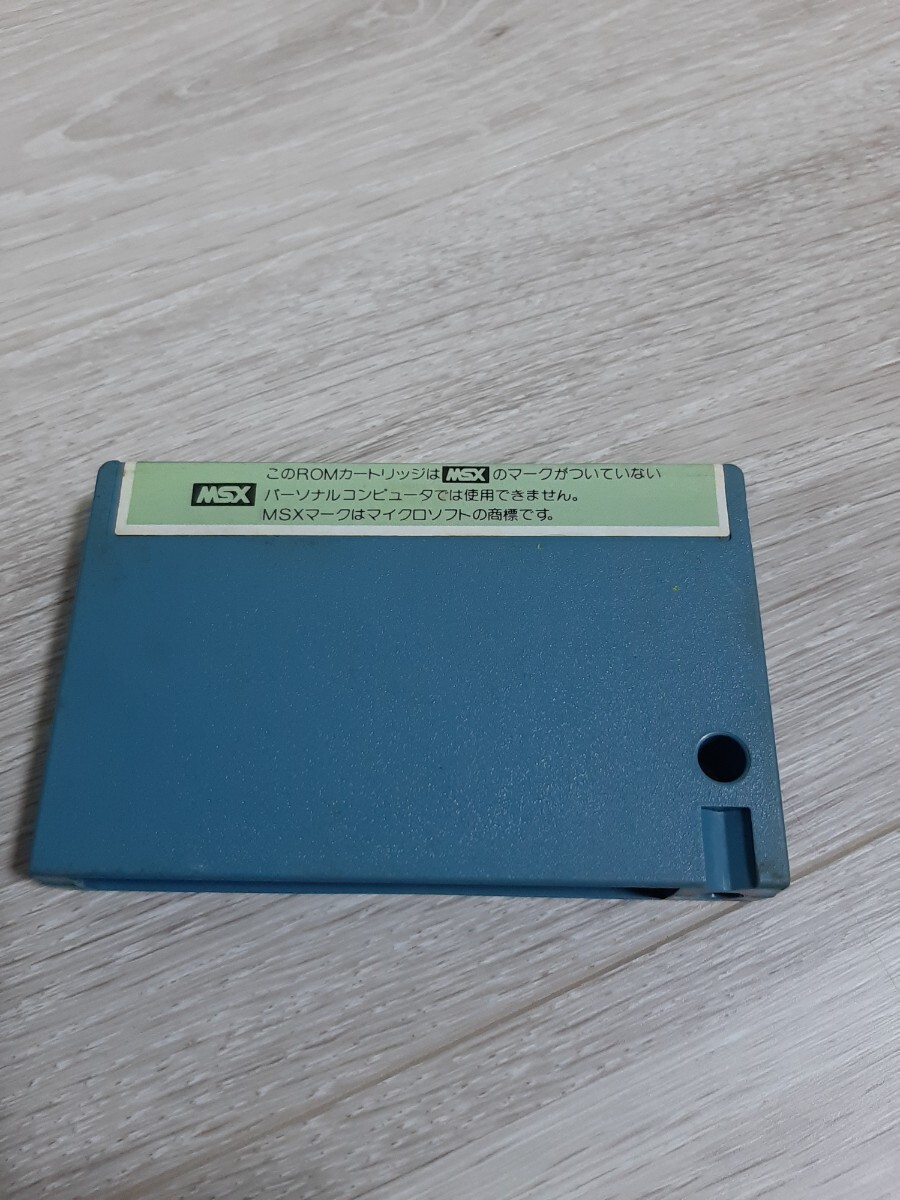 このROMカートリッジは MSX のマークがついていない
MSX パーソナルコンピュータでは使用できません。
MSXマークはマイクロソフトの商標です。